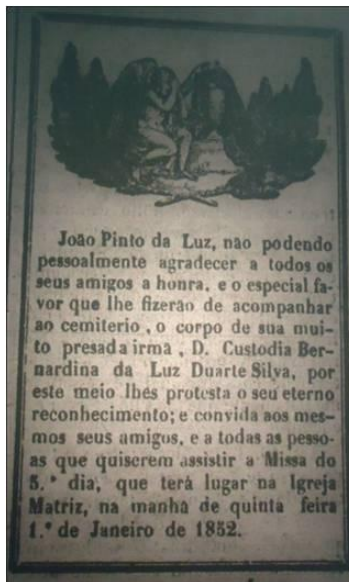 João Pinto da Luz, não podendo
pessoalmente agradecer a todos os
seus amigos a honra, e o especial fa-
vor que lhe fizerão de acompanhar
ao cemiterio, o corpo de sua mui-
to presada irmã, D. Custodia Ber-
nardina da Luz Duarte Silva, por
este meio lhes protesta o seu eterno
reconhecimento; e convida aos mes-
mos seus amigos, e a todas as pesso-
as que quiserem assistir a Missa do
5.º dia, que terá lugar na Igreja
Matriz, na manhã de quinta feira
1.º de Janeiro de 1852.